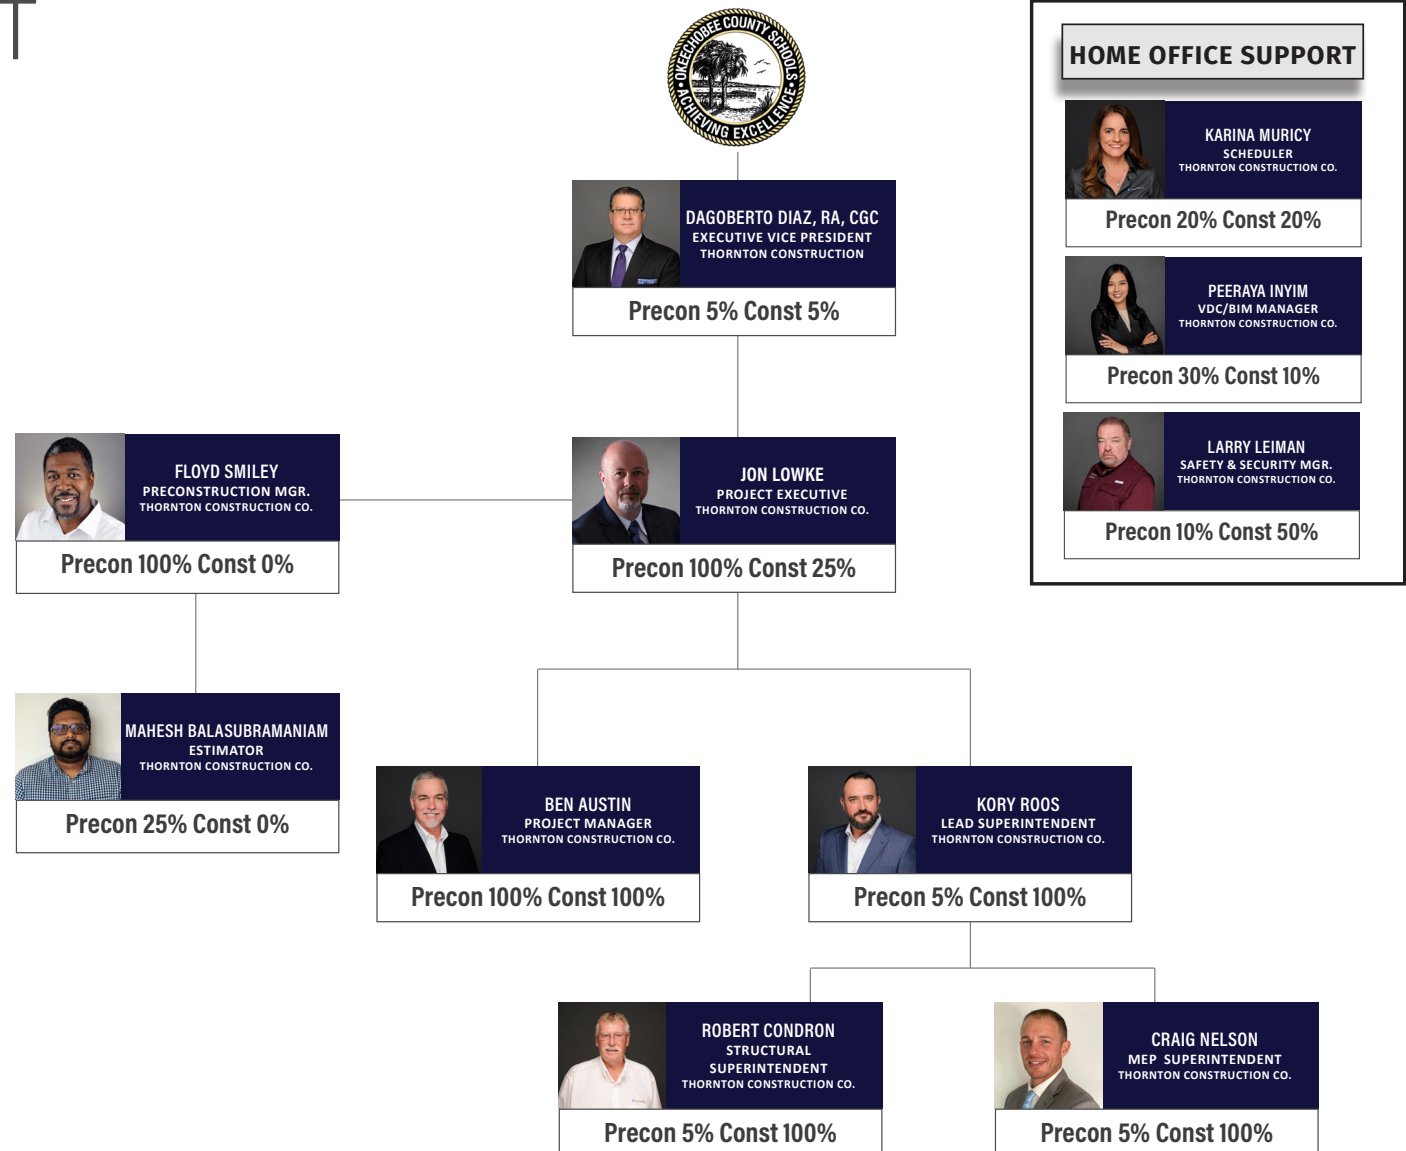 T
OKEECHOBEE COUNTY SCHOOLS
ACHIEVING EXCELLENCE
HOME OFFICE SUPPORT
KARINA MURICY
SCHEDULER
THORNTON CONSTRUCTION CO.
Precon 20% Const 20%
PEERAYA INYIM
VDC/BIM MANAGER
THORNTON CONSTRUCTION CO.
Precon 30% Const 10%
LARRY LEIMAN
SAFETY & SECURITY MGR.
THORNTON CONSTRUCTION CO.
Precon 10% Const 50%
DAGOBERTO DIAZ, RA, CGC
EXECUTIVE VICE PRESIDENT
THORNTON CONSTRUCTION
Precon 5% Const 5%
FLOYD SMILEY
PRECONSTRUCTION MGR.
THORNTON CONSTRUCTION CO.
Precon 100% Const 0%
JON LOWKE
PROJECT EXECUTIVE
THORNTON CONSTRUCTION CO.
Precon 100% Const 25%
MAHESH BALASUBRAMANIAM
ESTIMATOR
THORNTON CONSTRUCTION CO.
Precon 25% Const 0%
BEN AUSTIN
PROJECT MANAGER
THORNTON CONSTRUCTION CO.
Precon 100% Const 100%
KORY ROOS
LEAD SUPERINTENDENT
THORNTON CONSTRUCTION CO.
Precon 5% Const 100%
ROBERT CONDRON
STRUCTURAL
SUPERINTENDENT
THORNTON CONSTRUCTION CO.
Precon 5% Const 100%
CRAIG NELSON
MEP SUPERINTENDENT
THORNTON CONSTRUCTION CO.
Precon 5% Const 100%